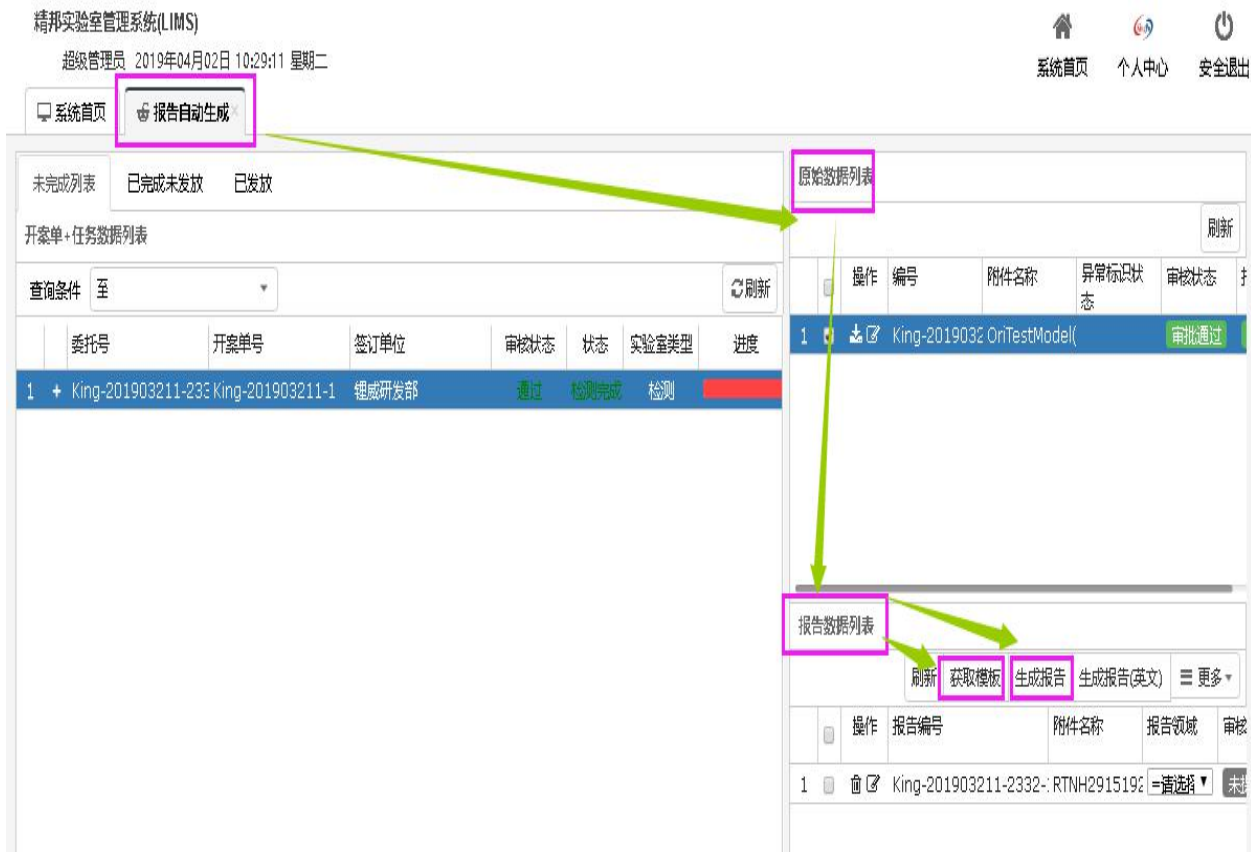 精邦实验室管理系统(LIMS)
超级管理员 2019年04月02日 10:29:11 星期二
系统首页 个人中心 安全退出
系统首页 报告自动生成
未完成列表 已完成未发放 已发放
开案单+任务数据列表
查询条件 至 刷新
委托号 开案单号 签订单位 审核状态 状态 实验室类型 进度
1 + King-201903211-233 King-201903211-1 锂威研发部 通过 检测完成 检测
原始数据列表
刷新
操作 编号 附件名称 异常标识状态 审核状态
1 King-2019032 OriTestModel( 审批通过
报告数据列表
刷新 获取模板 生成报告 生成报告(英文) 更多
操作 报告编号 附件名称 报告领域 审核
1 King-201903211-2332- RTNH2915192 =请选择